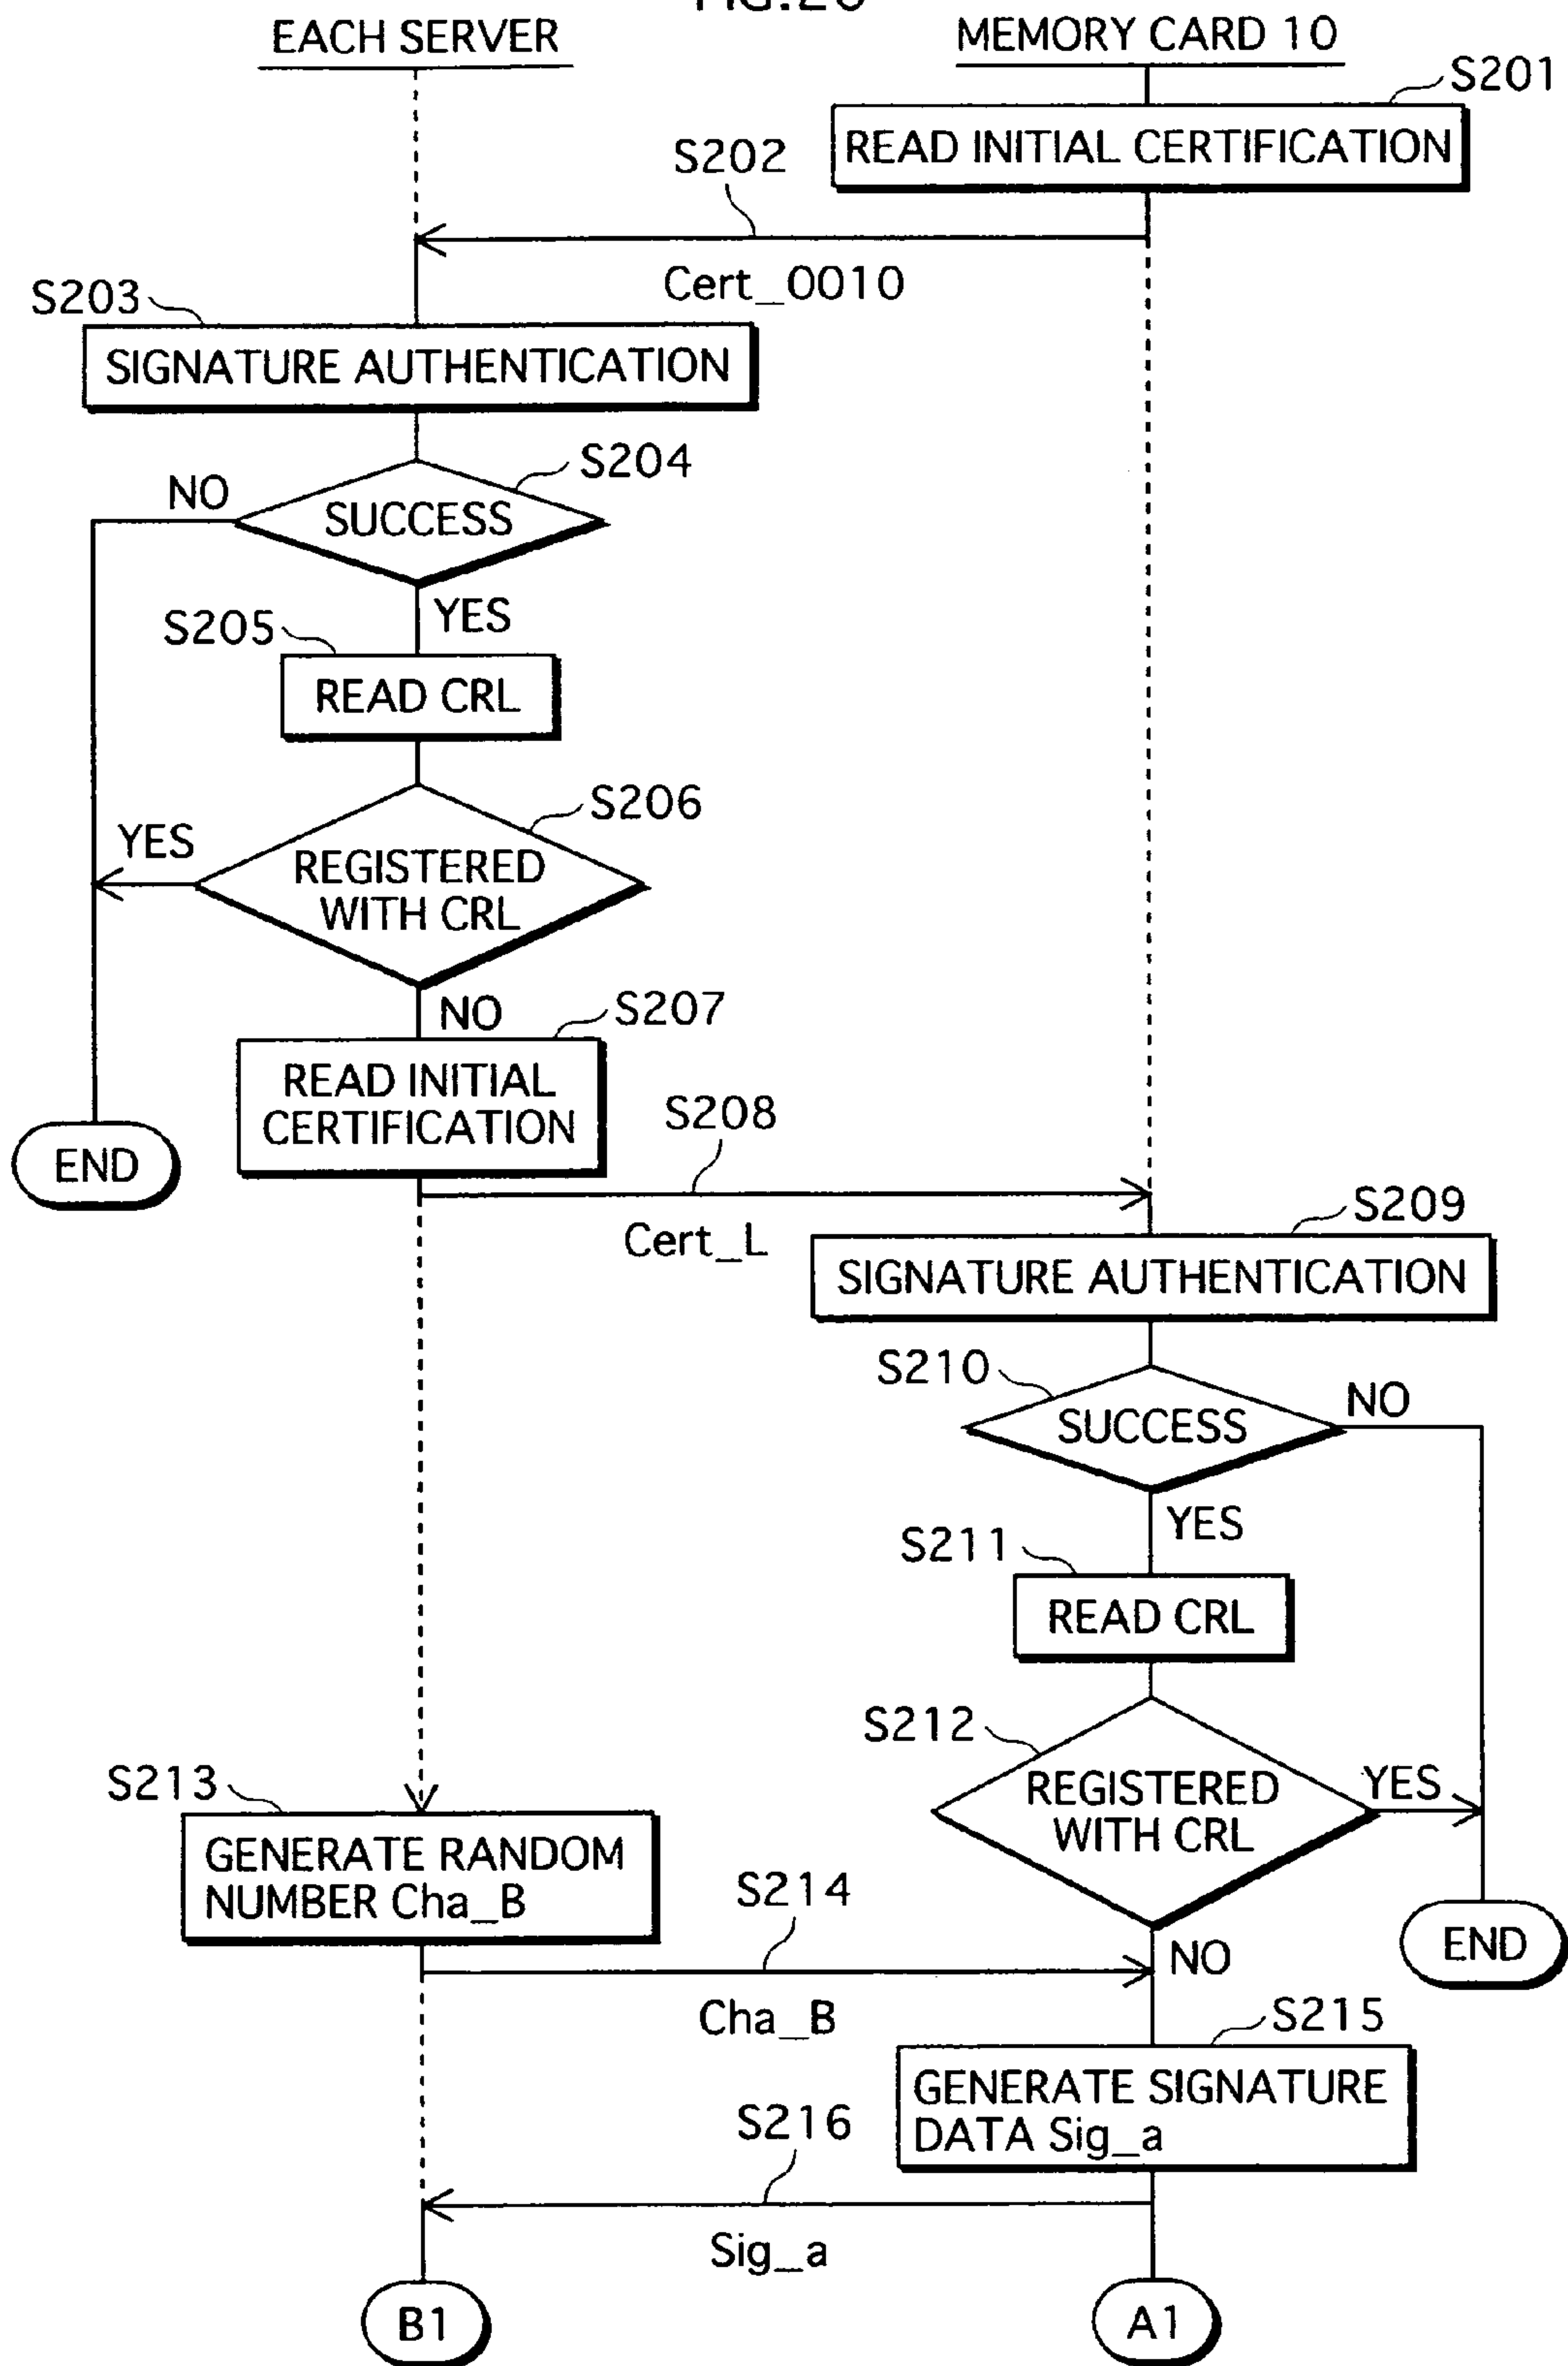 EACH SERVER
MEMORY CARD 10
S201
READ INITIAL CERTIFICATION
S202
Cert_0010
S203
SIGNATURE AUTHENTICATION
S204
NO
SUCCESS
YES
S205
READ CRL
S206
YES
REGISTERED
WITH CRL
NO
S207
READ INITIAL
CERTIFICATION
END
S208
Cert_L
S209
SIGNATURE AUTHENTICATION
S210
NO
SUCCESS
YES
S211
READ CRL
S212
REGISTERED
WITH CRL
YES
S213
GENERATE RANDOM
NUMBER Cha_B
S214
NO
END
Cha_B
S215
GENERATE SIGNATURE
DATA Sig_a
S216
Sig_a
B1
A1